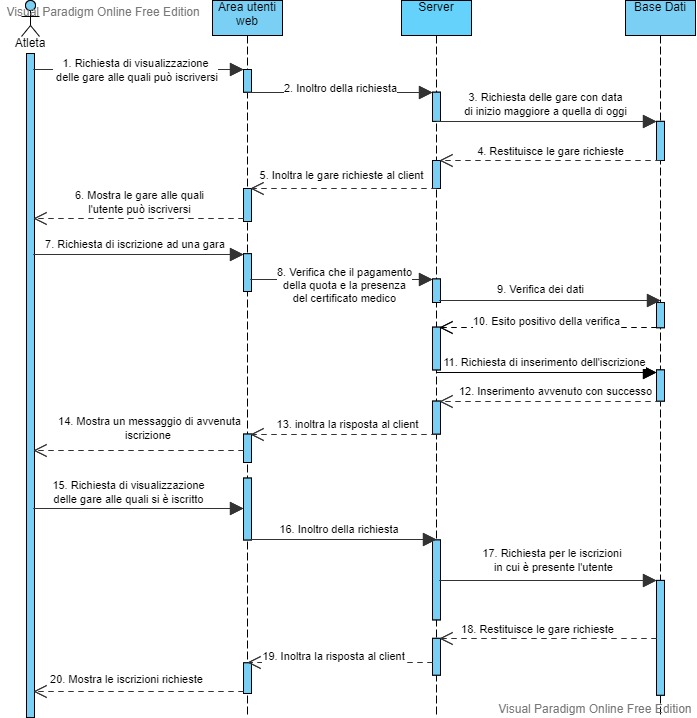 Visual Paradigm Online Free Edition
Atleta
Area utenti
web
Server
Base Dati
1. Richiesta di visualizzazione
delle gare alle quali può iscriversi
2. Inoltro della richiesta
3. Richiesta delle gare con data
di inizio maggiore a quella di oggi
4. Restituisce le gare richieste
5. Inoltra le gare richieste al client
6. Mostra le gare alle quali
l'utente può iscriversi
7. Richiesta di iscrizione ad una gara
8. Verifica che il pagamento
della quota e la presenza
del certificato medico
9. Verifica dei dati
10. Esito positivo della verifica
11. Richiesta di inserimento dell'iscrizione
12. Inserimento avvenuto con successo
13. inoltra la risposta al client
14. Mostra un messaggio di avvenuta
iscrizione
15. Richiesta di visualizzazione
delle gare alle quali si è iscritto
16. Inoltro della richiesta
17. Richiesta per le iscrizioni
in cui è presente l'utente
18. Restituisce le gare richieste
19. Inoltra la risposta al client
20. Mostra le iscrizioni richieste
Visual Paradigm Online Free Edition